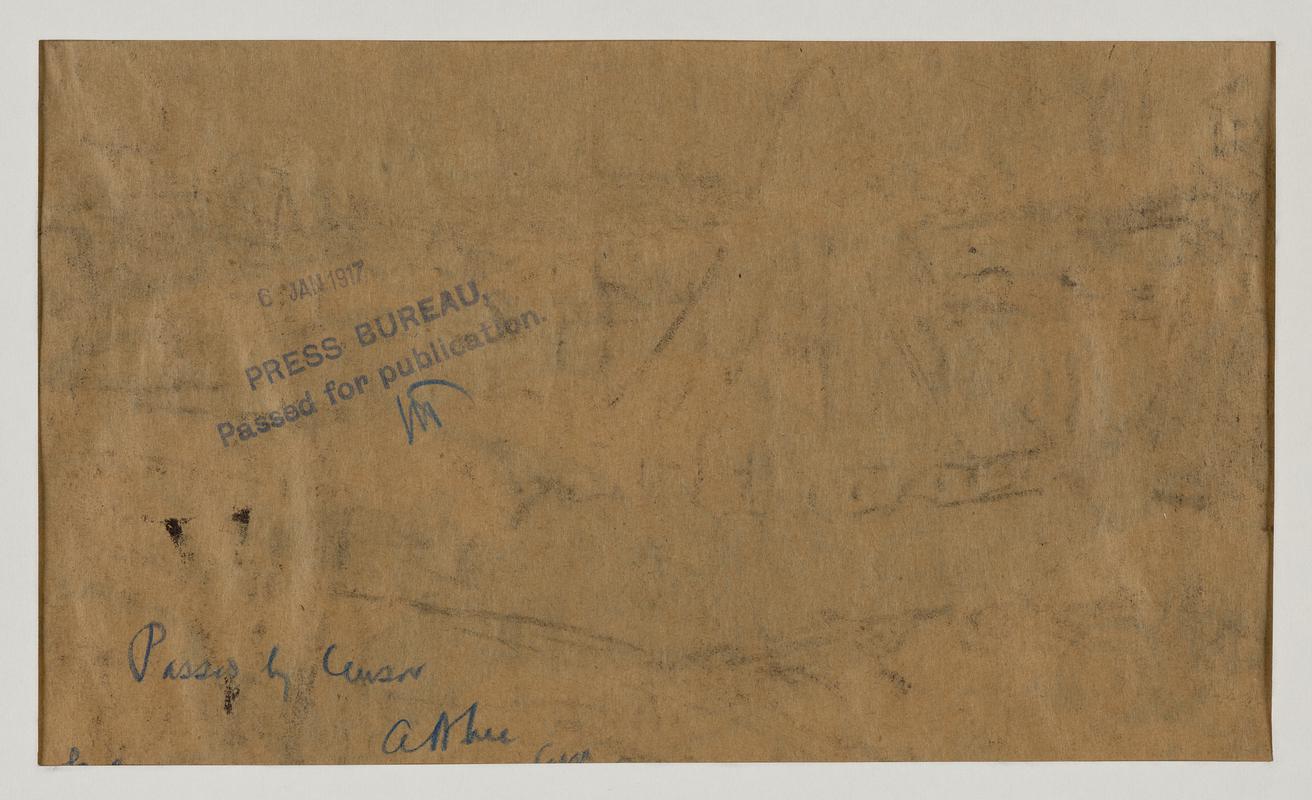 6 JAN 1917
PRESS BUREAU,
Passed for publication.
Passed by Censor